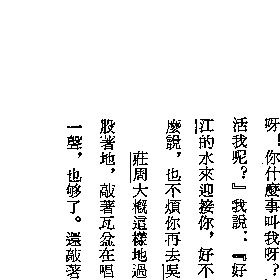 呀！你什麼事叫我呀？
活我呢？』我說：『好
江的水來迎接你，好不
麼說，也不煩你再去吳
莊周大概這樣地過
股著地，敲著瓦盆在唱
一聲，也够了。還敲著